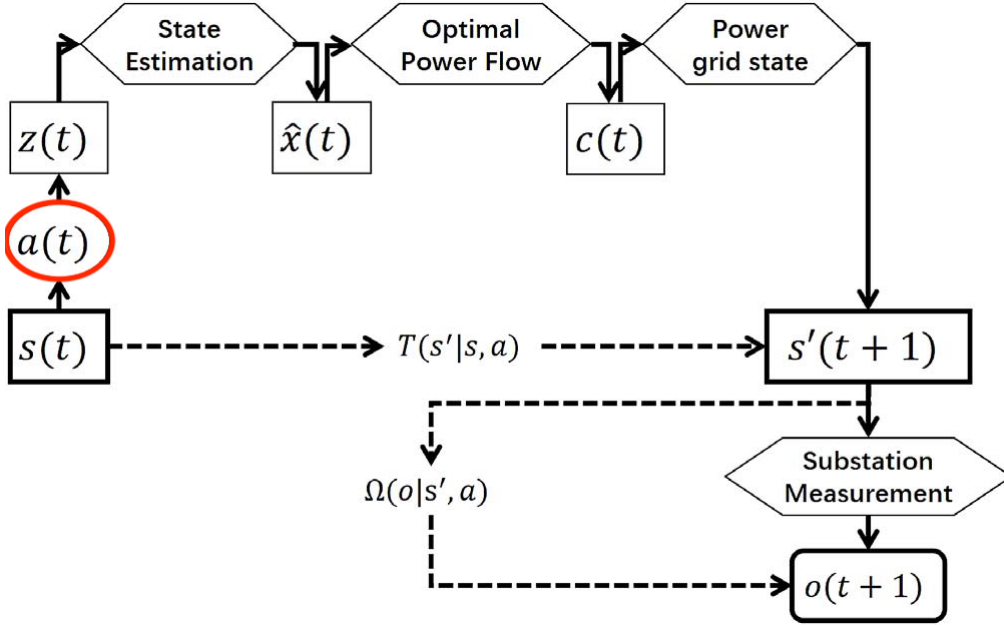 State
Estimation
Optimal
Power Flow
Power
grid state
z(t)
x̂(t)
c(t)
a(t)
s(t)
T(s'|s, a)
s'(t + 1)
Ω(o|s', a)
Substation
Measurement
o(t + 1)